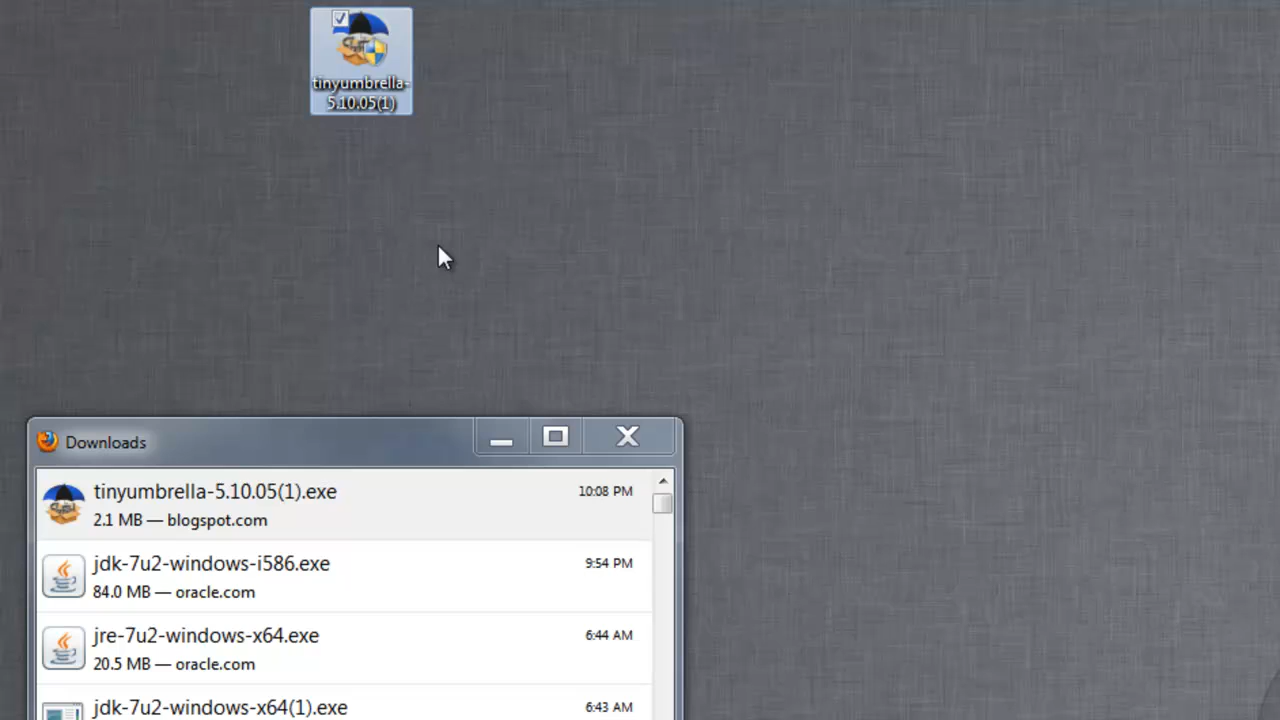 tinyumbrella-
5.10.05(1)
Downloads
tinyumbrella-5.10.05(1).exe 10:08 PM
2.1 MB — blogspot.com
jdk-7u2-windows-i586.exe 9:54 PM
84.0 MB — oracle.com
jre-7u2-windows-x64.exe 6:44 AM
20.5 MB — oracle.com
jdk-7u2-windows-x64(1).exe 6:43 AM